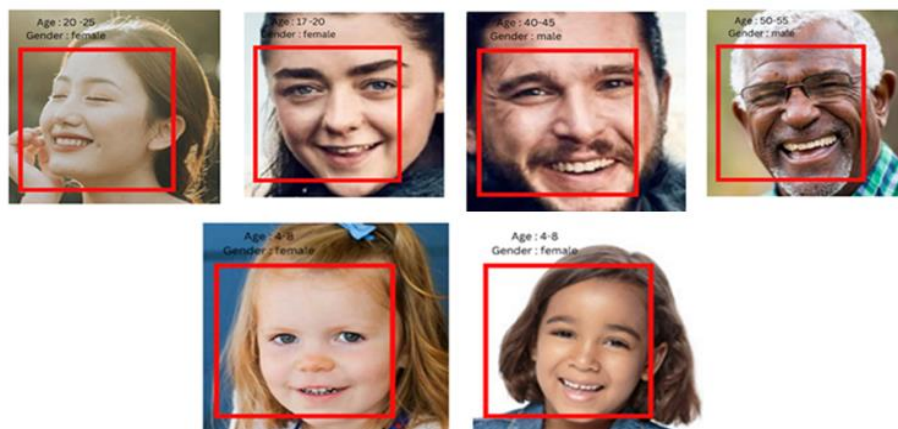 Age : 20 -25
Gender : female
Age : 17-20
Gender : female
Age : 40-45
Gender : male
Age : 50-55
Gender : male
Age : 4-8
Gender : female
Age : 4-8
Gender : female